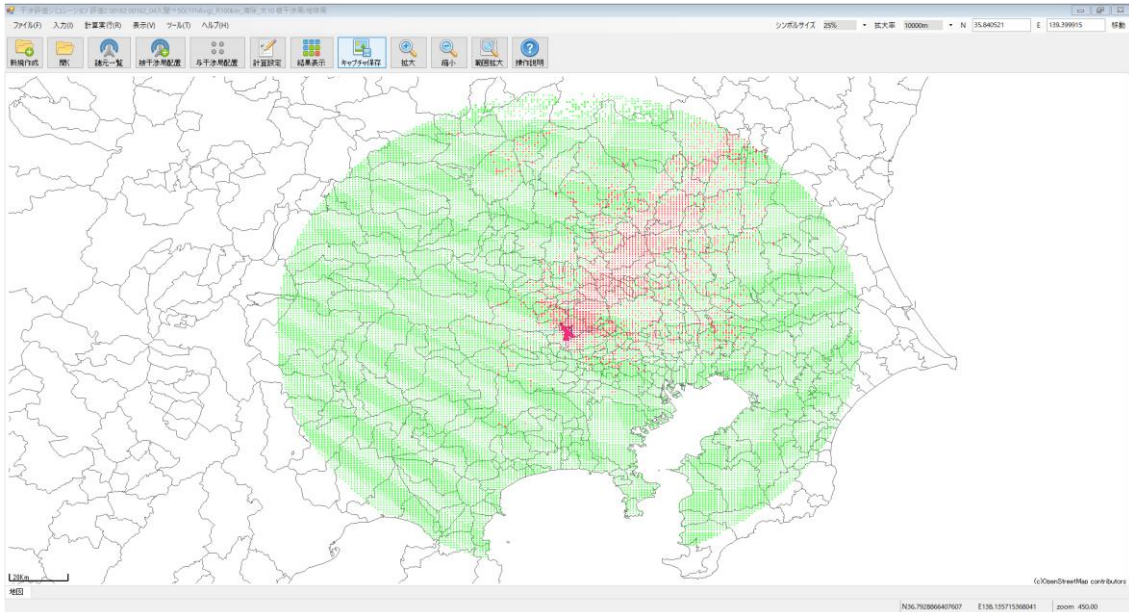 ファイル(F) 入力(I) 計算実行(R) 表示(V) ツール(T) ヘルプ(H)
シンボルサイズ 25% 拡大率 10000m N 35.840521 E 139.399915 移動
新規作成 開く 諸元一覧 被干渉局配置 与干渉局配置 計算設定 結果表示 キャプチャ保存 拡大 縮小 範囲拡大 操作説明
20Km
(c)OpenStreetMap contributors
地図
N36.7928866407607 E138.135715368041 zoom 450.00